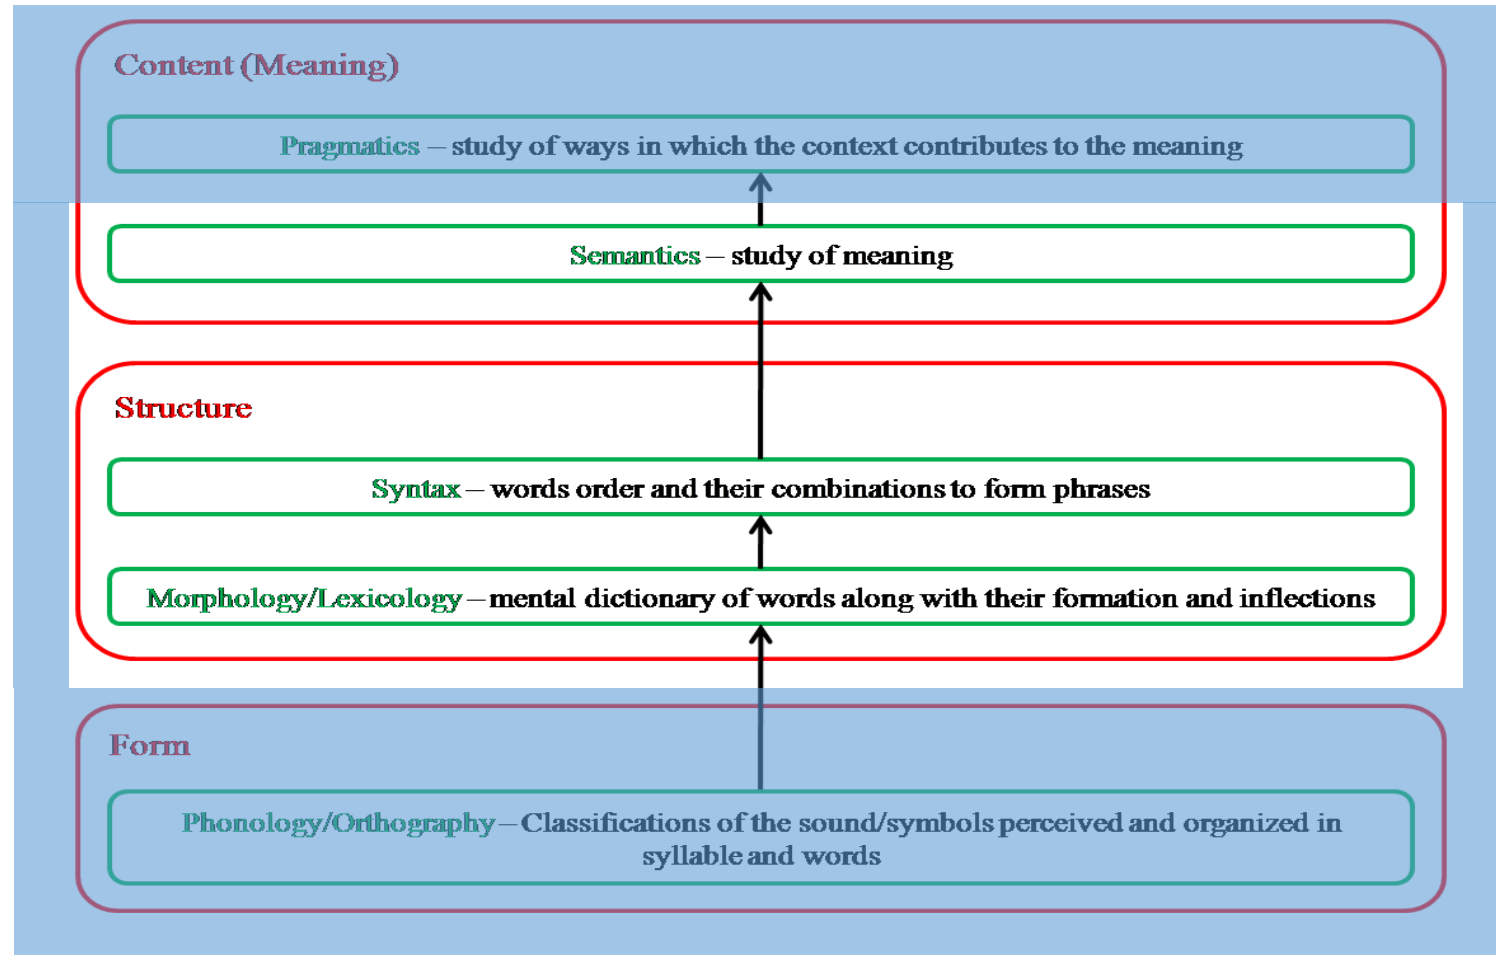 Content (Meaning)
Pragmatics – study of ways in which the context contributes to the meaning
Semantics – study of meaning
Structure
Syntax – words order and their combinations to form phrases
Morphology/Lexicology – mental dictionary of words along with their formation and inflections
Form
Phonology/Orthography – Classifications of the sound/symbols perceived and organized in
syllable and words